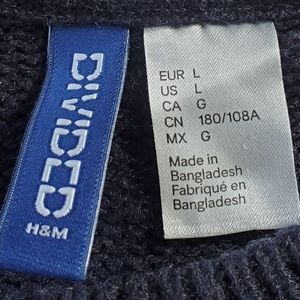 DIVIDED
H&M
EUR L
US L
CA G
CN 180/108A
MX G
Made in
Bangladesh
Fabriqué en
Bangladesh